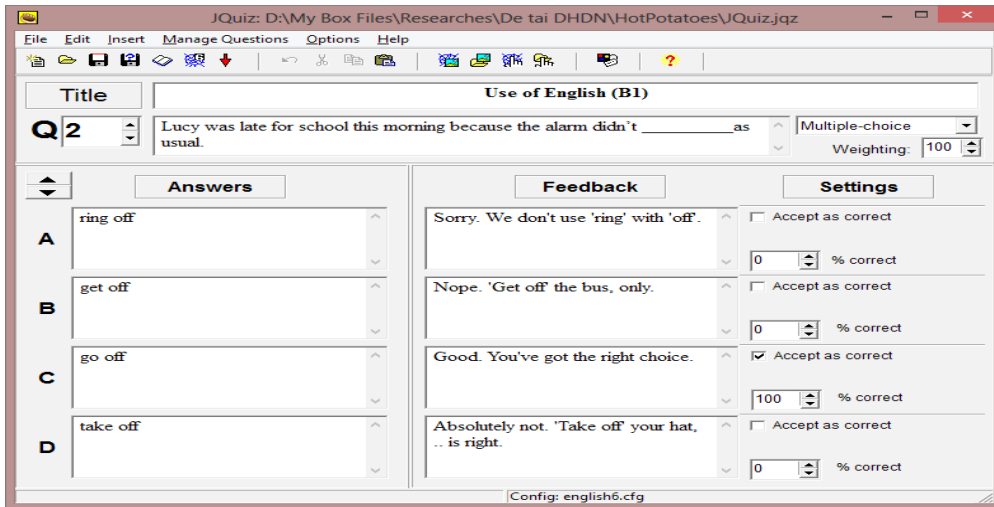 JQuiz: D:\My Box Files\Researches\De tai DHDN\HotPotatoes\JQuiz.jqz
File Edit Insert Manage Questions Options Help
Title
Use of English (B1)
Q 2
Lucy was late for school this morning because the alarm didn’t ____________as
usual.
Multiple-choice
Weighting: 100
Answers
Feedback
Settings
A
ring off
Sorry. We don't use 'ring' with 'off'.
Accept as correct
0 % correct
B
get off
Nope. 'Get off' the bus, only.
Accept as correct
0 % correct
C
go off
Good. You've got the right choice.
Accept as correct
100 % correct
D
take off
Absolutely not. 'Take off' your hat,
.. is right.
Accept as correct
0 % correct
Config: english6.cfg